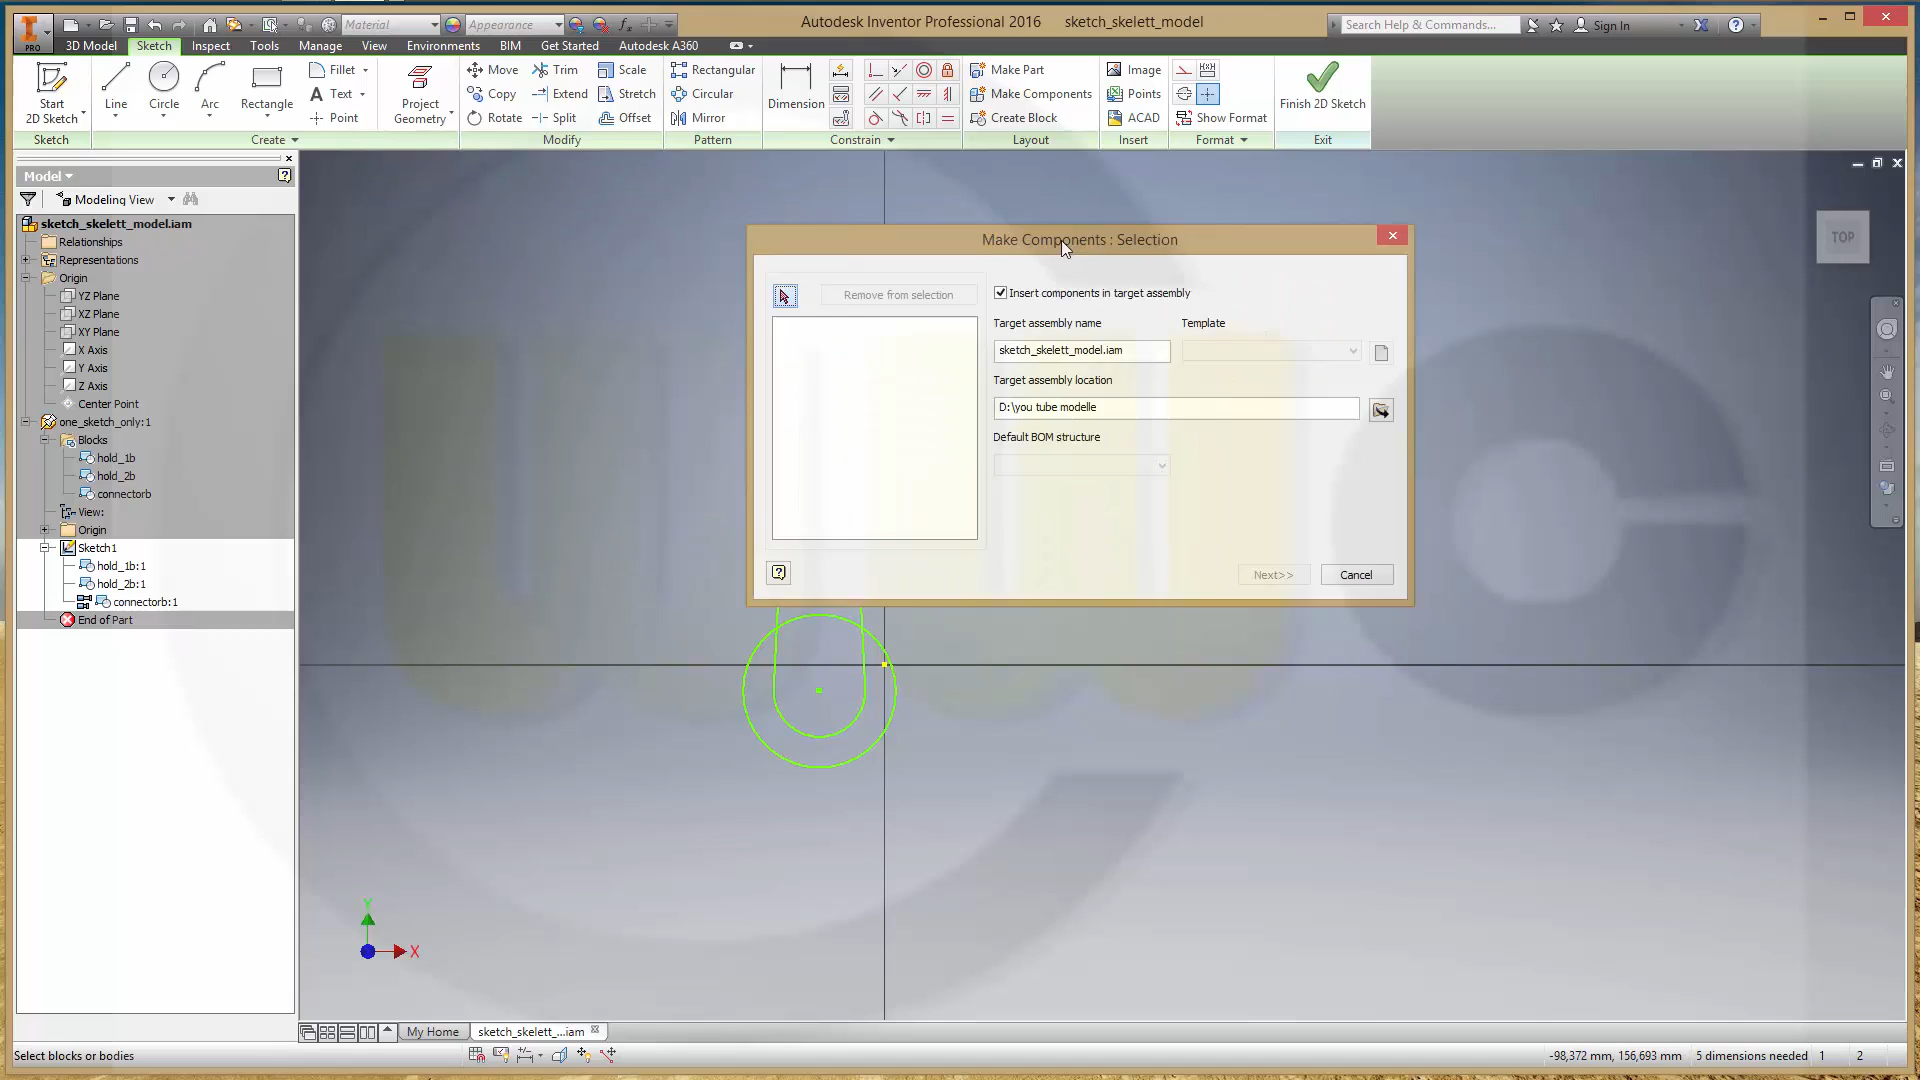 Material
Appearance
Autodesk Inventor Professional 2016 sketch_skelett_model
Search Help & Commands...
Sign In
PRO
3D Model Sketch Inspect Tools Manage View Environments BIM Get Started Autodesk A360
Start
2D Sketch
Line
Circle
Arc
Rectangle
Fillet
Text
Point
Project
Geometry
Move
Copy
Rotate
Trim
Extend
Split
Scale
Stretch
Offset
Rectangular
Circular
Mirror
Dimension
Make Part
Make Components
Create Block
Image
Points
ACAD
Show Format
Finish 2D Sketch
Sketch Create Modify Pattern Constrain Layout Insert Format Exit
Model
Modeling View
sketch_skelett_model.iam
Relationships
Representations
Origin
YZ Plane
XZ Plane
XY Plane
X Axis
Y Axis
Z Axis
Center Point
one_sketch_only:1
Blocks
hold_1b
hold_2b
connectorb
View:
Origin
Sketch1
hold_1b:1
hold_2b:1
connectorb:1
End of Part
TOP
Make Components : Selection
Remove from selection
Insert components in target assembly
Target assembly name Template
sketch_skelett_model.iam
Target assembly location
D:\you tube modelle
Default BOM structure
Next>> Cancel
Y
X
My Home sketch_skelett_...iam
Select blocks or bodies
-98,372 mm, 156,693 mm 5 dimensions needed 1 2